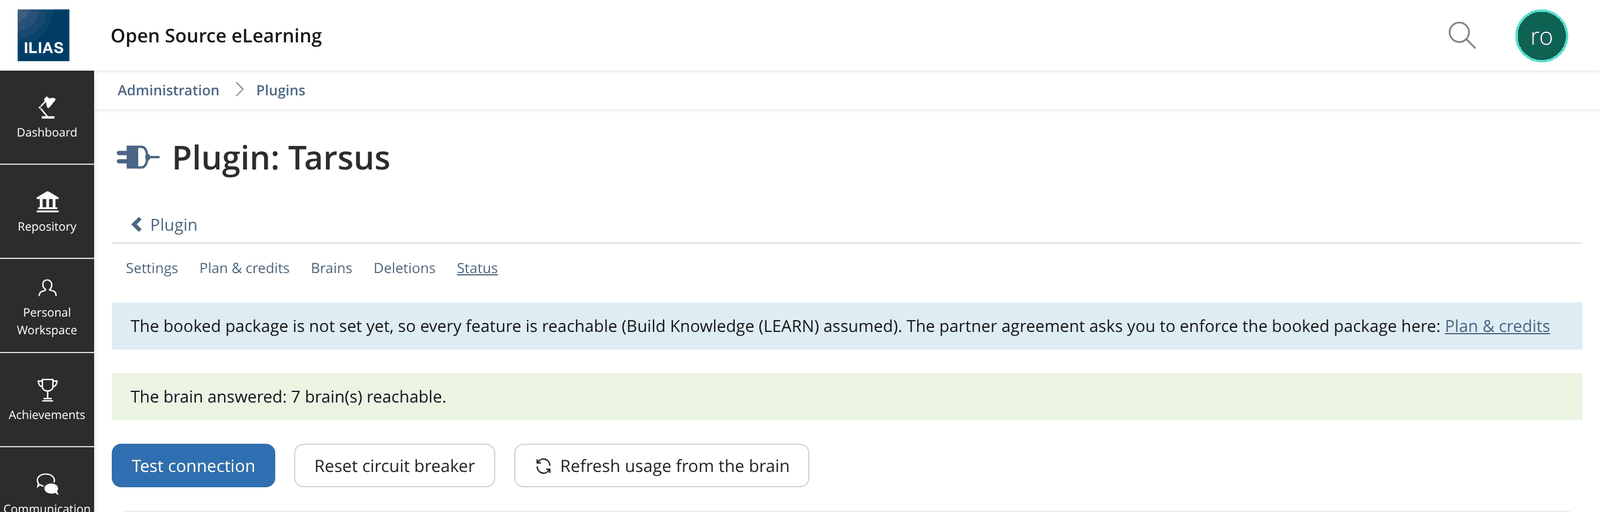 ILIAS
Open Source eLearning
ro
Administration
Plugins
Dashboard
Repository
Personal
Workspace
Achievements
Communication
Plugin: Tarsus
Plugin
Settings
Plan & credits
Brains
Deletions
Status
The booked package is not set yet, so every feature is reachable (Build Knowledge (LEARN) assumed). The partner agreement asks you to enforce the booked package here: Plan & credits
The brain answered: 7 brain(s) reachable.
Test connection
Reset circuit breaker
Refresh usage from the brain